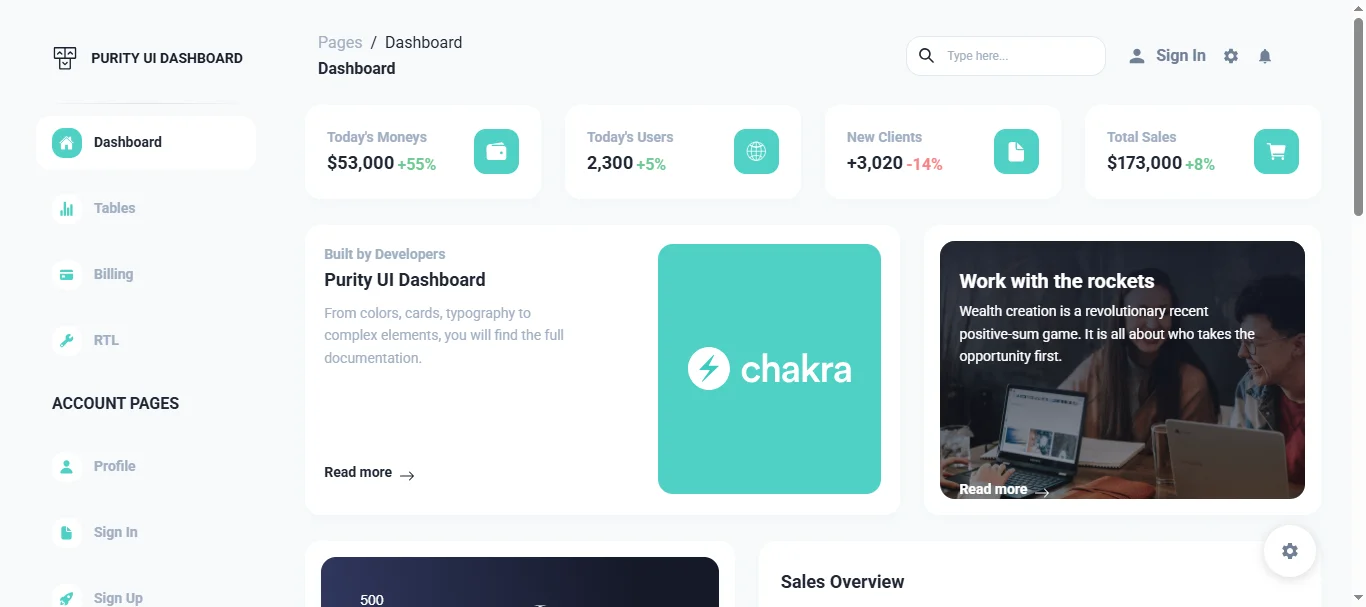 PURITY UI DASHBOARD
Dashboard
Tables
Billing
RTL
ACCOUNT PAGES
Profile
Sign In
Sign Up
Pages / Dashboard
Dashboard
Type here...
Sign In
Today's Moneys
$53,000 +55%
Today's Users
2,300 +5%
New Clients
+3,020 -14%
Total Sales
$173,000 +8%
Built by Developers
Purity UI Dashboard
From colors, cards, typography to
complex elements, you will find the full
documentation.
Read more
chakra
Work with the rockets
Wealth creation is a revolutionary recent
positive-sum game. It is all about who takes the
opportunity first.
Read more
500
Sales Overview